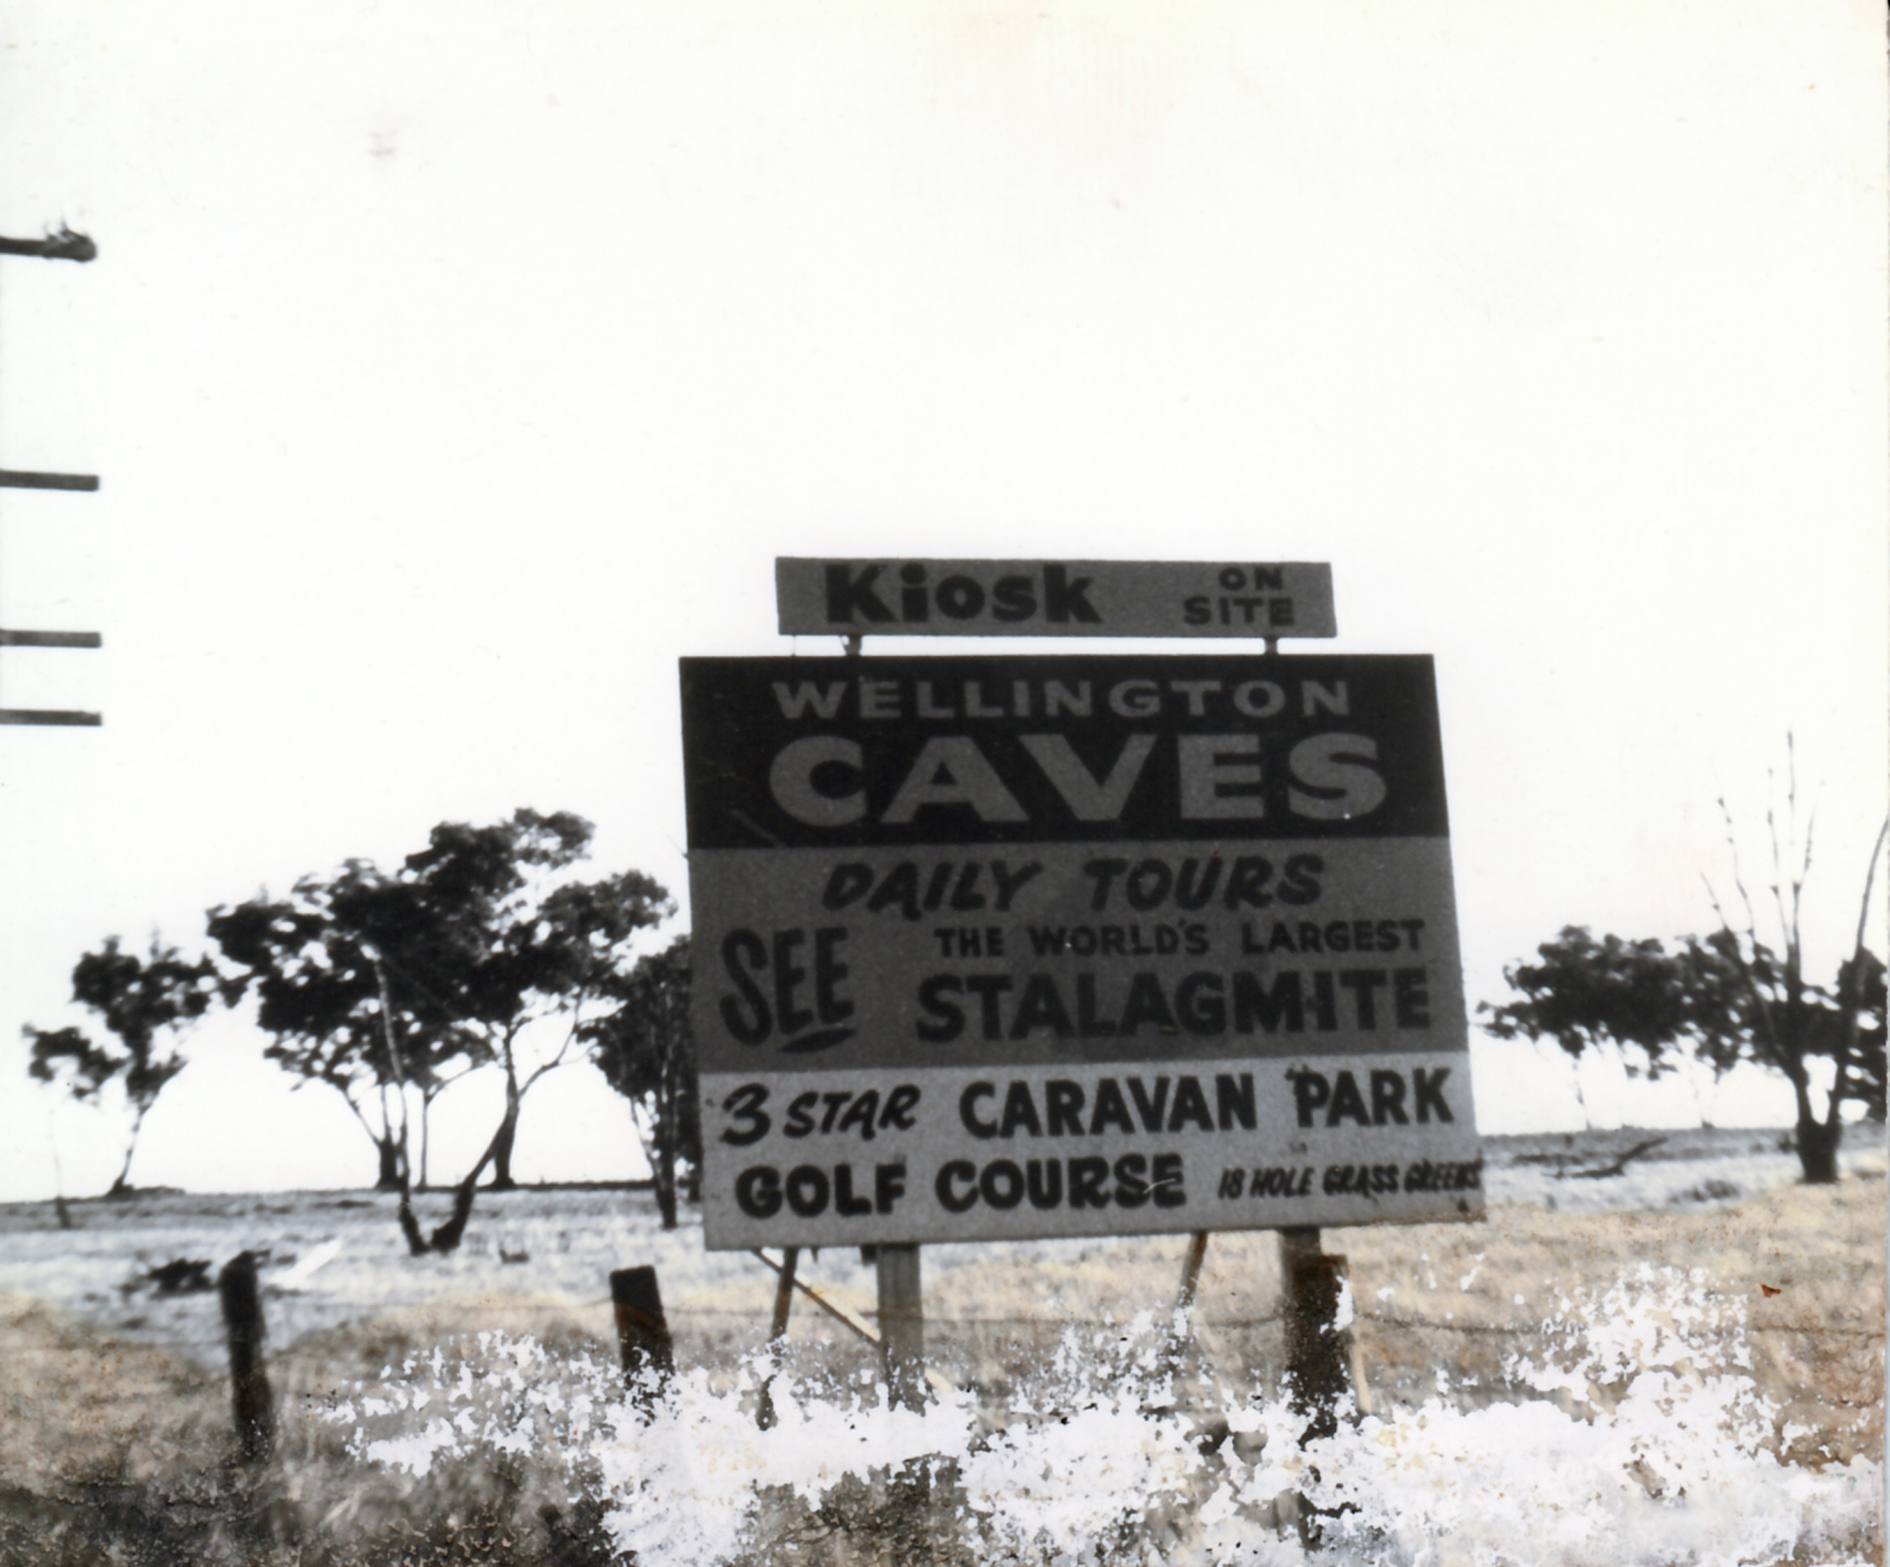 Kiosk ON SITE
WELLINGTON
CAVES
DAILY TOURS
SEE THE WORLD'S LARGEST
STALAGMITE
3 STAR CARAVAN PARK
GOLF COURSE 18 HOLE GRASS GREENS